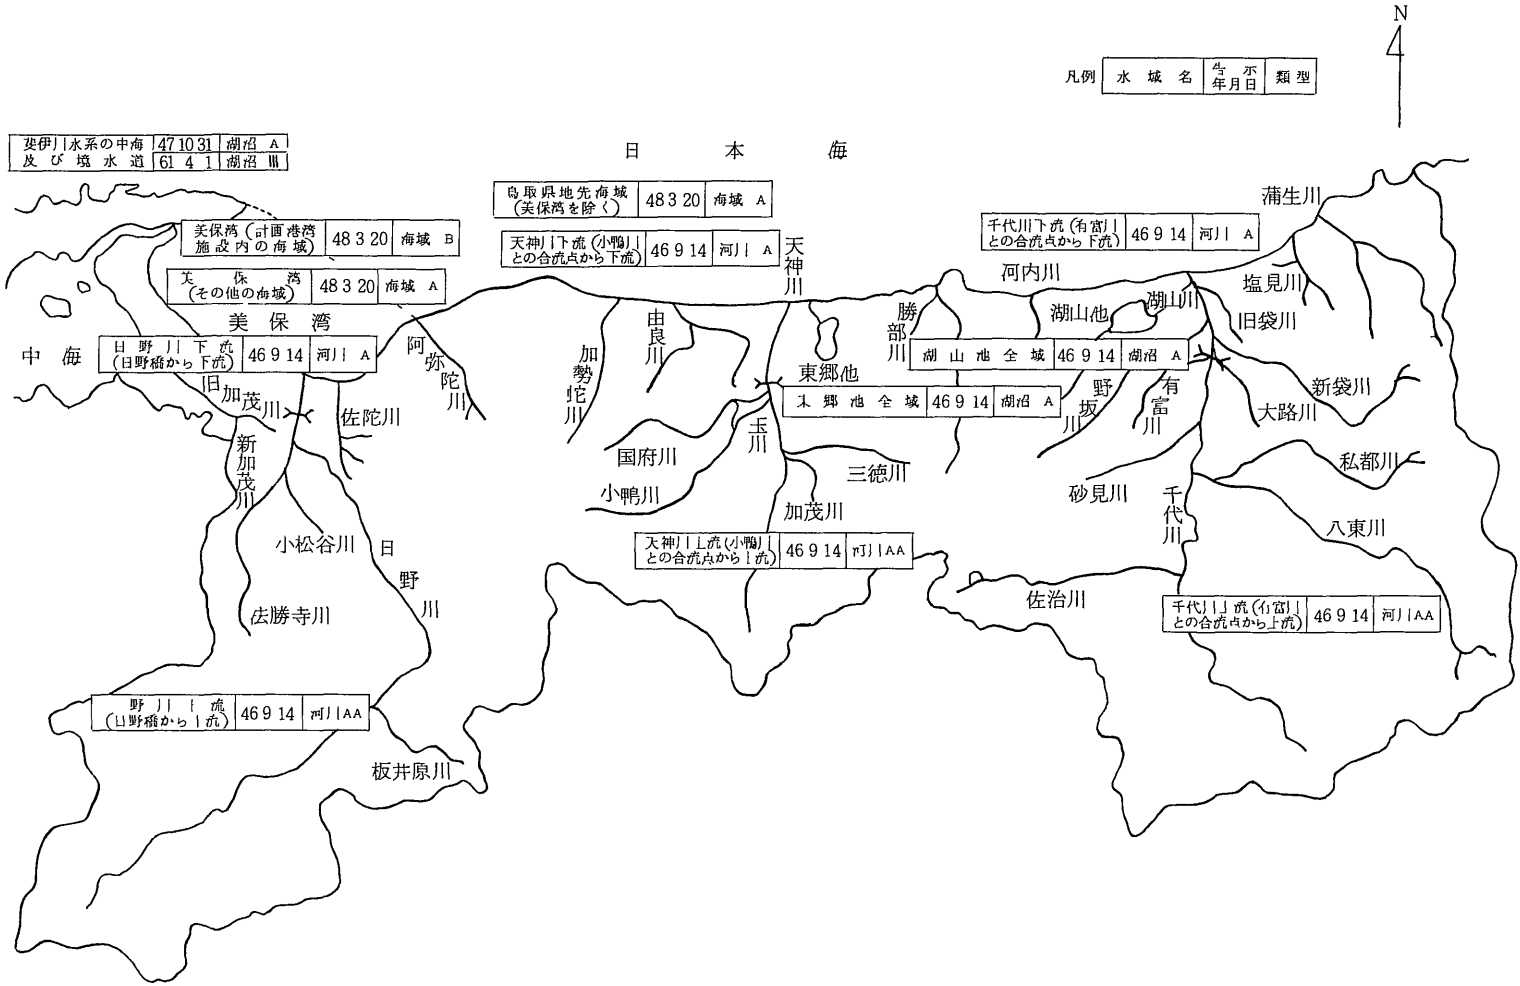 N
凡例 水域名 告示年月日 類型
斐伊川水系の中海 47 10 31 湖沼 A
及び境水道 61 4 1 湖沼 Ⅲ
日本海
鳥取県地先海域 48 3 20 海域 A
(美保湾を除く)
美保湾(計画港湾 48 3 20 海域 B
施設内の海域)
天神川下流(小鴨川 46 9 14 河川 A
との合流点から下流)
千代川下流(有富川 46 9 14 河川 A
との合流点から下流)
美保湾 48 3 20 海域 A
(その他の海域)
美保湾
中海
日野川下流 46 9 14 河川 A
(日野橋から下流)
天神川
蒲生川
河内川
塩見川
湖山川
湖山池
旧袋川
勝部川
由良川
加勢蛇川
阿弥陀川
湖山池全域 46 9 14 湖沼 A
東郷池
東郷池全域 46 9 14 湖沼 A
旧加茂川
佐陀川
新加茂川
野坂川
有富川
新袋川
大路川
玉川
国府川
三徳川
小鴨川
加茂川
砂見川
私都川
千代川
八東川
小松谷川
日野川
天神川上流(小鴨川 46 9 14 河川 AA
との合流点から上流)
佐治川
法勝寺川
千代川上流(有富川 46 9 14 河川 AA
との合流点から上流)
野川上流 46 9 14 河川 AA
(日野橋から上流)
板井原川